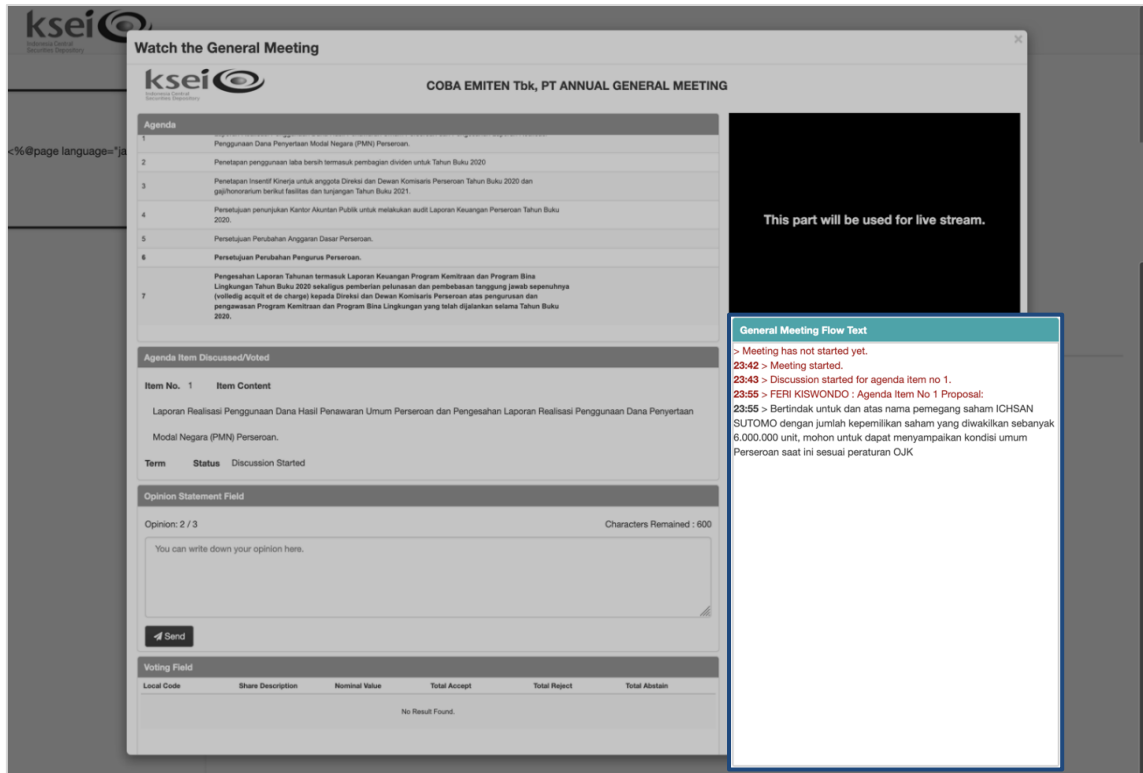 ksei
Indonesia Central
Securities Depository
<%@page language="ja
Watch the General Meeting
×
ksei
Indonesia Central
Securities Depository
COBA EMITEN Tbk, PT ANNUAL GENERAL MEETING
Agenda
1
Penggunaan Dana Penyertaan Modal Negara (PMN) Perseroan.
2 Penetapan penggunaan laba bersih termasuk pembagian dividen untuk Tahun Buku 2020
3 Penetapan Insentif Kinerja untuk anggota Direksi dan Dewan Komisaris Perseroan Tahun Buku 2020 dan
gaji/honorarium berikut fasilitas dan tunjangan Tahun Buku 2021.
4 Persetujuan penunjukan Kantor Akuntan Publik untuk melakukan audit Laporan Keuangan Perseroan Tahun Buku
2020.
5 Persetujuan Perubahan Anggaran Dasar Perseroan.
6 Persetujuan Perubahan Pengurus Perseroan.
7 Pengesahan Laporan Tahunan termasuk Laporan Keuangan Program Kemitraan dan Program Bina
Lingkungan Tahun Buku 2020 sekaligus pemberian pelunasan dan pembebasan tanggung jawab sepenuhnya
(volledig acquit et de charge) kepada Direksi dan Dewan Komisaris Perseroan atas pengurusan dan
pengawasan Program Kemitraan dan Program Bina Lingkungan yang telah dijalankan selama Tahun Buku
2020.
Agenda Item Discussed/Voted
Item No. 1 Item Content
Laporan Realisasi Penggunaan Dana Hasil Penawaran Umum Perseroan dan Pengesahan Laporan Realisasi Penggunaan Dana Penyertaan
Modal Negara (PMN) Perseroan.
Term Status Discussion Started
Opinion Statement Field
Opinion: 2 / 3 Characters Remained : 600
You can write down your opinion here.
Send
Voting Field
Local Code Share Description Nominal Value Total Accept Total Reject Total Abstain
No Result Found.
This part will be used for live stream.
General Meeting Flow Text
> Meeting has not started yet.
23:42 > Meeting started.
23:43 > Discussion started for agenda item no 1.
23:55 > FERI KISWONDO : Agenda Item No 1 Proposal:
23:55 > Bertindak untuk dan atas nama pemegang saham ICHSAN
SUTOMO dengan jumlah kepemilikan saham yang diwakilkan sebanyak
6.000.000 unit, mohon untuk dapat menyampaikan kondisi umum
Perseroan saat ini sesuai peraturan OJK